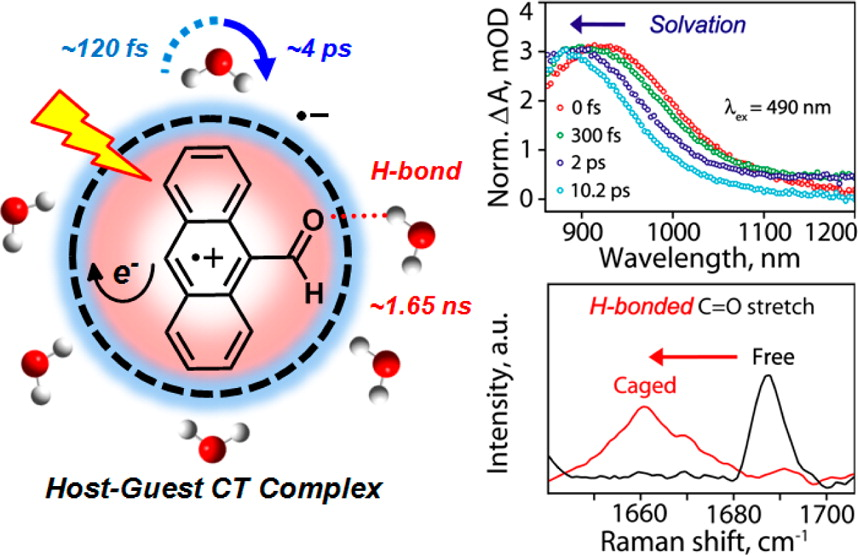 ~120 fs
~4 ps
•−
H-bond
O
•+
H
e-
~1.65 ns
Host-Guest CT Complex
Norm. ΔA, mOD
4
3
2
1
0
Solvation
0 fs
300 fs
2 ps
10.2 ps
λex = 490 nm
900 1000 1100 1200
Wavelength, nm
Intensity, a.u.
H-bonded C=O stretch
Free
Caged
1660 1680 1700
Raman shift, cm-1